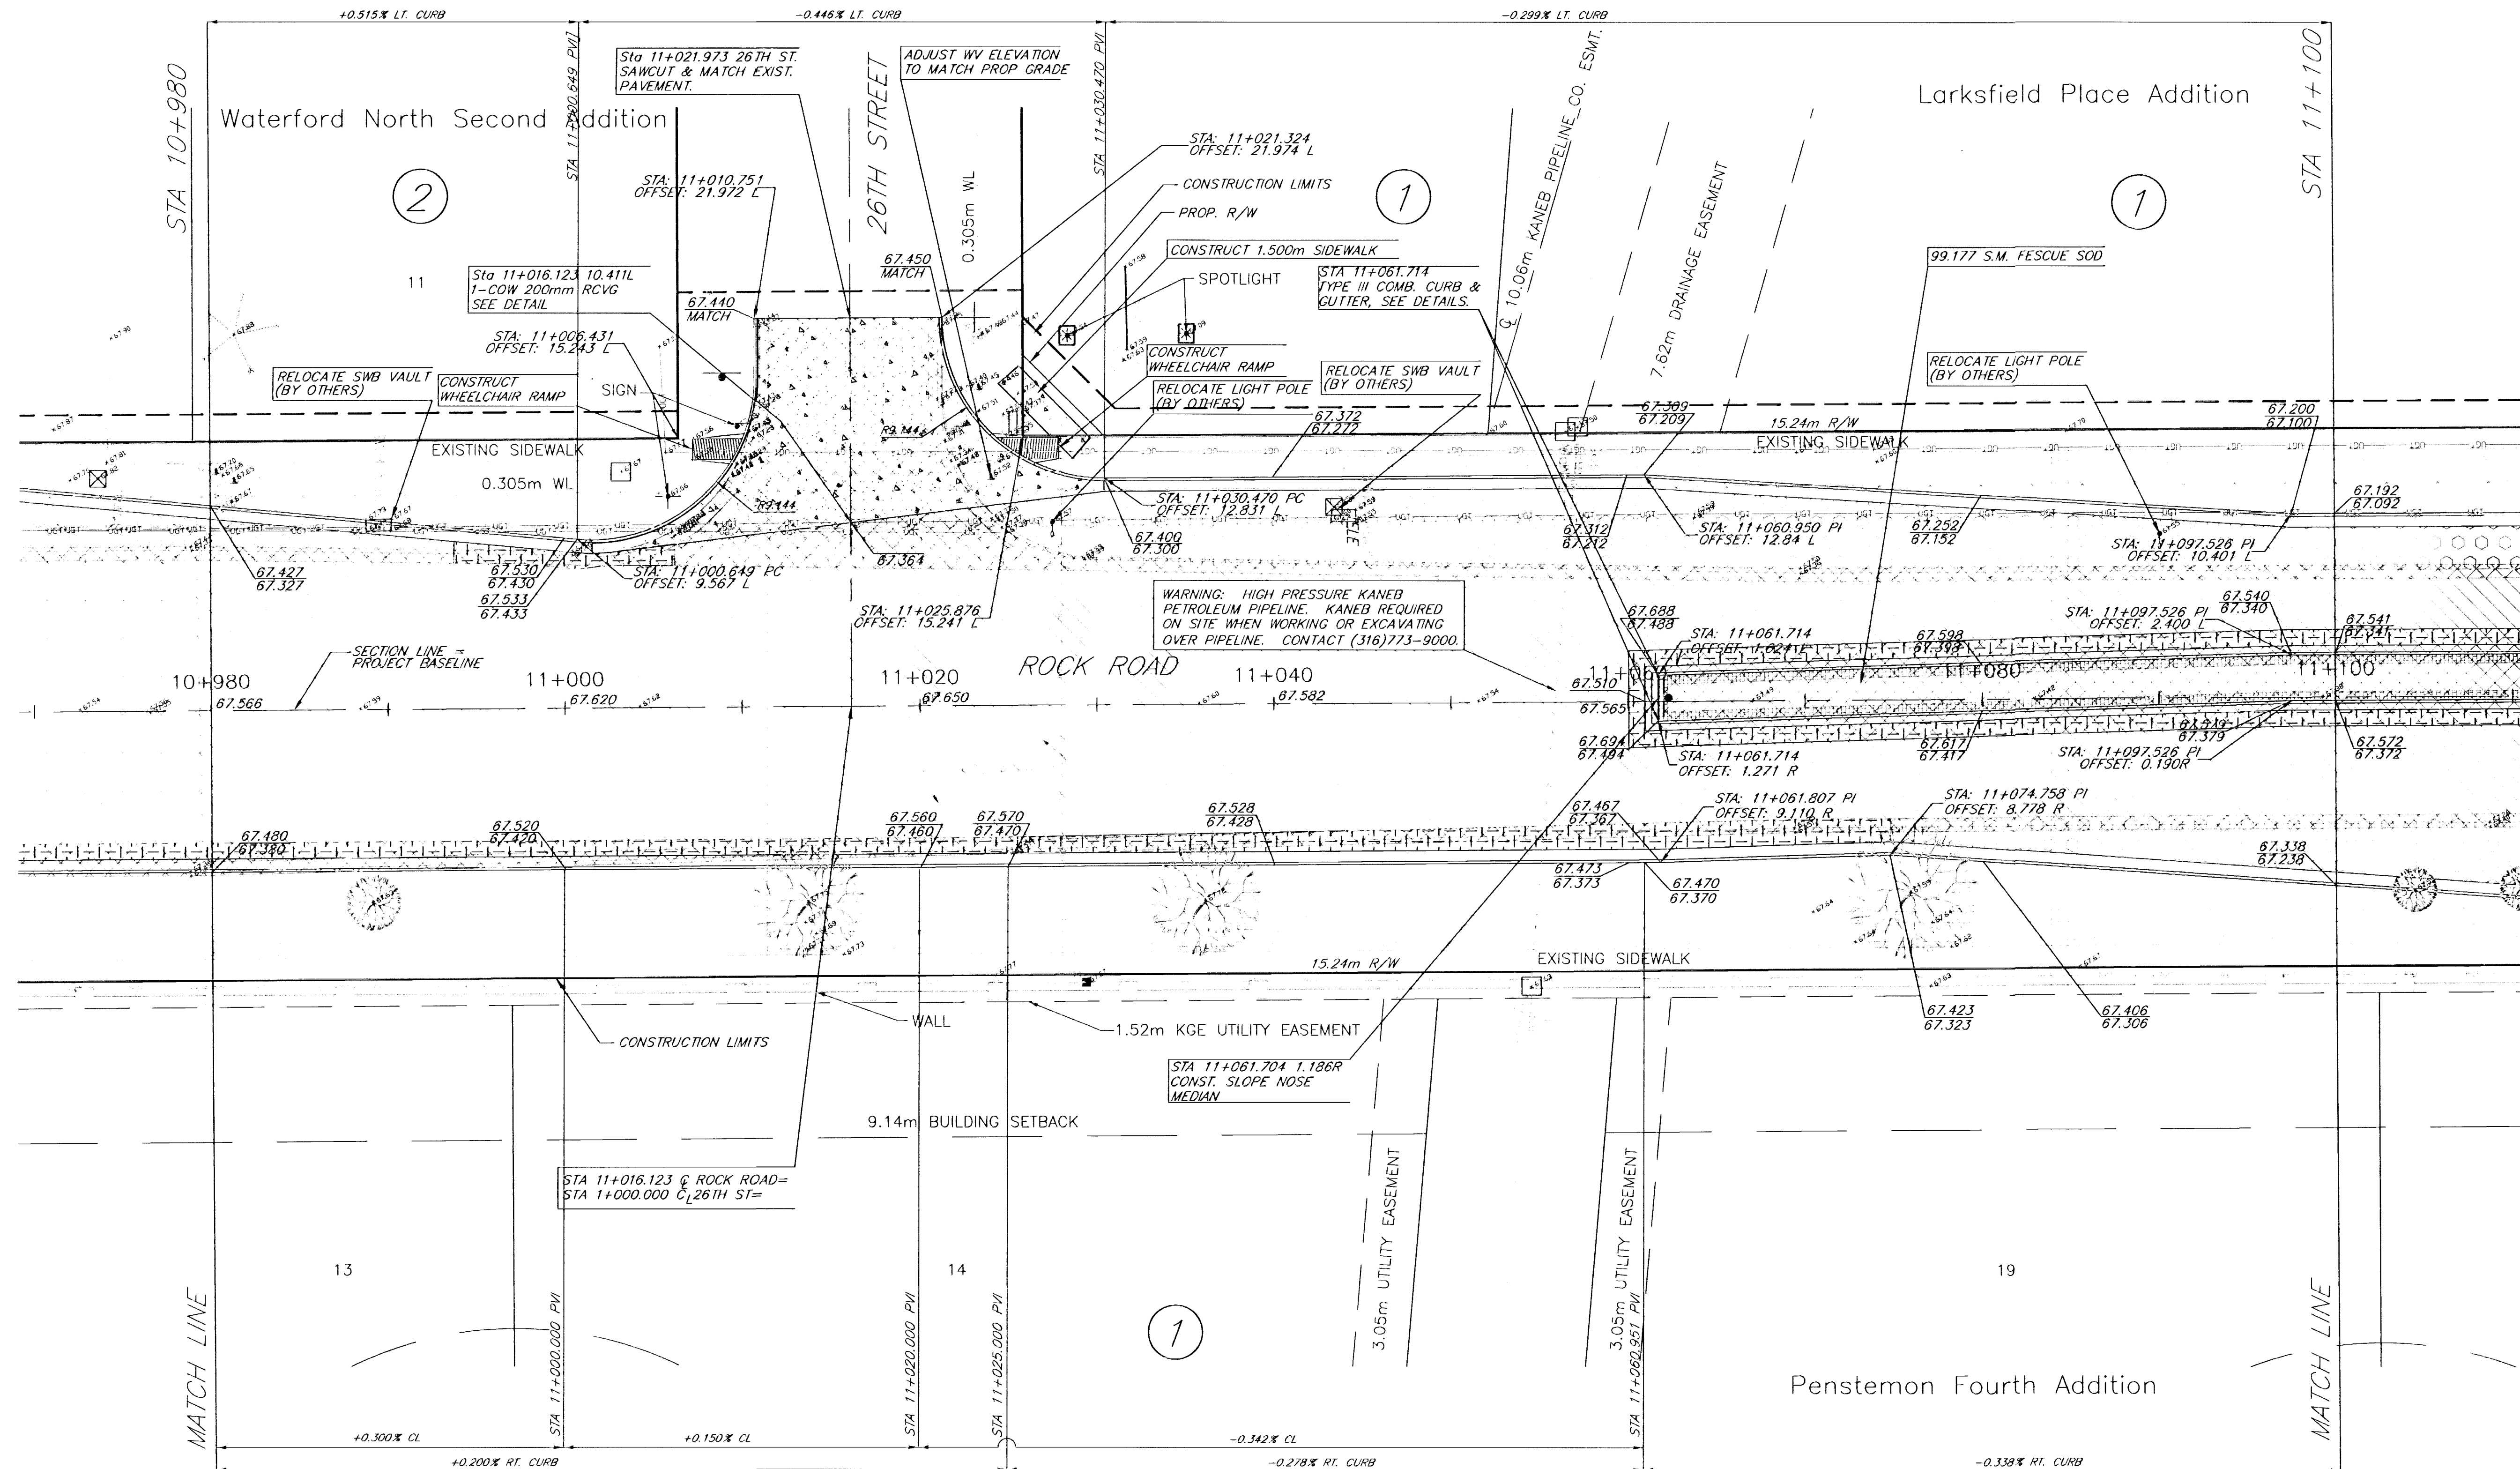 +0.515% LT. CURB
-0.446% LT. CURB
-0.299% LT. CURB
STA 10+980
STA 11+000.649 PVI
STA 11+030.470 PVI
STA 11+100
Waterford North Second Addition
Larksfield Place Addition
Sta 11+021.973 26TH ST.
SAWCUT & MATCH EXIST.
PAVEMENT.
26TH STREET
ADJUST WV ELEVATION
TO MATCH PROP GRADE
0.305m WL
STA: 11+021.324
OFFSET: 21.974 L
CONSTRUCTION LIMITS
PROP. R/W
CONSTRUCT 1.500m SIDEWALK
SPOTLIGHT
2
1
1
11
STA: 11+010.751
OFFSET: 21.972 L
Sta 11+016.123 10.411L
1-COW 200mm RCVG
SEE DETAIL
67.440
MATCH
67.450
MATCH
STA 11+061.714
TYPE III COMB. CURB &
GUTTER, SEE DETAILS.
℄ 10.06m KANEB PIPELINE CO. ESMT.
7.62m DRAINAGE EASEMENT
99.177 S.M. FESCUE SOD
STA: 11+006.431
OFFSET: 15.243 L
RELOCATE SWB VAULT
(BY OTHERS)
CONSTRUCT
WHEELCHAIR RAMP
SIGN
CONSTRUCT
WHEELCHAIR RAMP
RELOCATE LIGHT POLE
(BY OTHERS)
RELOCATE SWB VAULT
(BY OTHERS)
RELOCATE LIGHT POLE
(BY OTHERS)
EXISTING SIDEWALK
0.305m WL
R9.144
R9.144
67.372
67.272
67.309
67.209
15.24m R/W
EXISTING SIDEWALK
67.200
67.100
STA: 11+030.470 PC
OFFSET: 12.831 L
67.400
67.300
67.312
67.212
STA: 11+060.950 PI
OFFSET: 12.84 L
67.252
67.152
STA: 11+097.526 PI
OFFSET: 10.401 L
67.192
67.092
67.427
67.327
67.530
67.430
67.533
67.433
STA: 11+000.649 PC
OFFSET: 9.567 L
67.364
STA: 11+025.876
OFFSET: 15.241 L
WARNING: HIGH PRESSURE KANEB
PETROLEUM PIPELINE. KANEB REQUIRED
ON SITE WHEN WORKING OR EXCAVATING
OVER PIPELINE. CONTACT (316)773-9000.
67.688
67.488
STA: 11+061.714
OFFSET: 1.624 L
67.598
67.398
STA: 11+097.526 PI
OFFSET: 2.400 L
67.540
67.340
67.541
67.341
SECTION LINE =
PROJECT BASELINE
ROCK ROAD
10+980
11+000
11+020
11+040
11+060
11+080
11+100
67.566
67.620
67.650
67.582
67.510
67.565
67.694
67.494
STA: 11+061.714
OFFSET: 1.271 R
67.617
67.417
67.579
67.379
STA: 11+097.526 PI
OFFSET: 0.190R
67.572
67.372
67.480
67.380
67.520
67.420
67.560
67.460
67.570
67.470
67.528
67.428
67.467
67.367
STA: 11+061.807 PI
OFFSET: 9.110 R
STA: 11+074.758 PI
OFFSET: 8.778 R
67.473
67.373
67.470
67.370
67.338
67.238
15.24m R/W
EXISTING SIDEWALK
WALL
CONSTRUCTION LIMITS
1.52m KGE UTILITY EASEMENT
67.423
67.323
67.406
67.306
STA 11+061.704 1.186R
CONST. SLOPE NOSE
MEDIAN
9.14m BUILDING SETBACK
STA 11+016.123 ℄ ROCK ROAD=
STA 1+000.000 ℄ 26TH ST=
3.05m UTILITY EASEMENT
3.05m UTILITY EASEMENT
13
14
19
1
MATCH LINE
STA 11+000.000 PVI
STA 11+020.000 PVI
STA 11+025.000 PVI
STA 11+060.951 PVI
MATCH LINE
Penstemon Fourth Addition
+0.300% CL
+0.150% CL
-0.342% CL
+0.200% RT. CURB
-0.278% RT. CURB
-0.338% RT. CURB